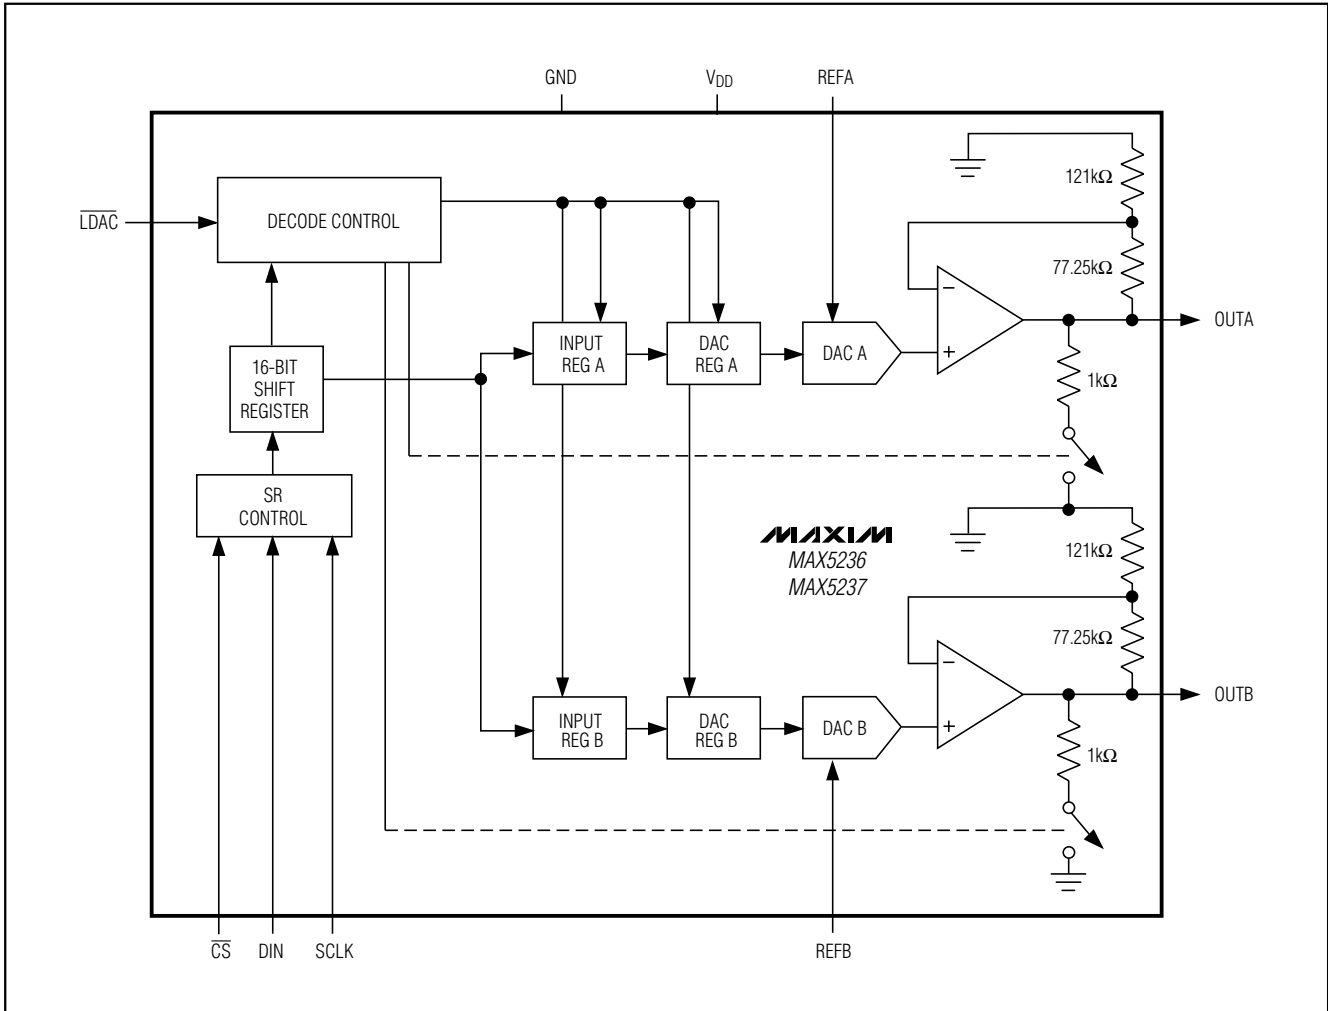 GND
VDD
REFA
LDAC
DECODE CONTROL
121kΩ
77.25kΩ
OUTA
INPUT
REG A
DAC
REG A
DAC A
−
+
16-BIT
SHIFT
REGISTER
1kΩ
SR
CONTROL
MAXIM
MAX5236
MAX5237
121kΩ
77.25kΩ
OUTB
INPUT
REG B
DAC
REG B
DAC B
−
+
1kΩ
CS
DIN
SCLK
REFB